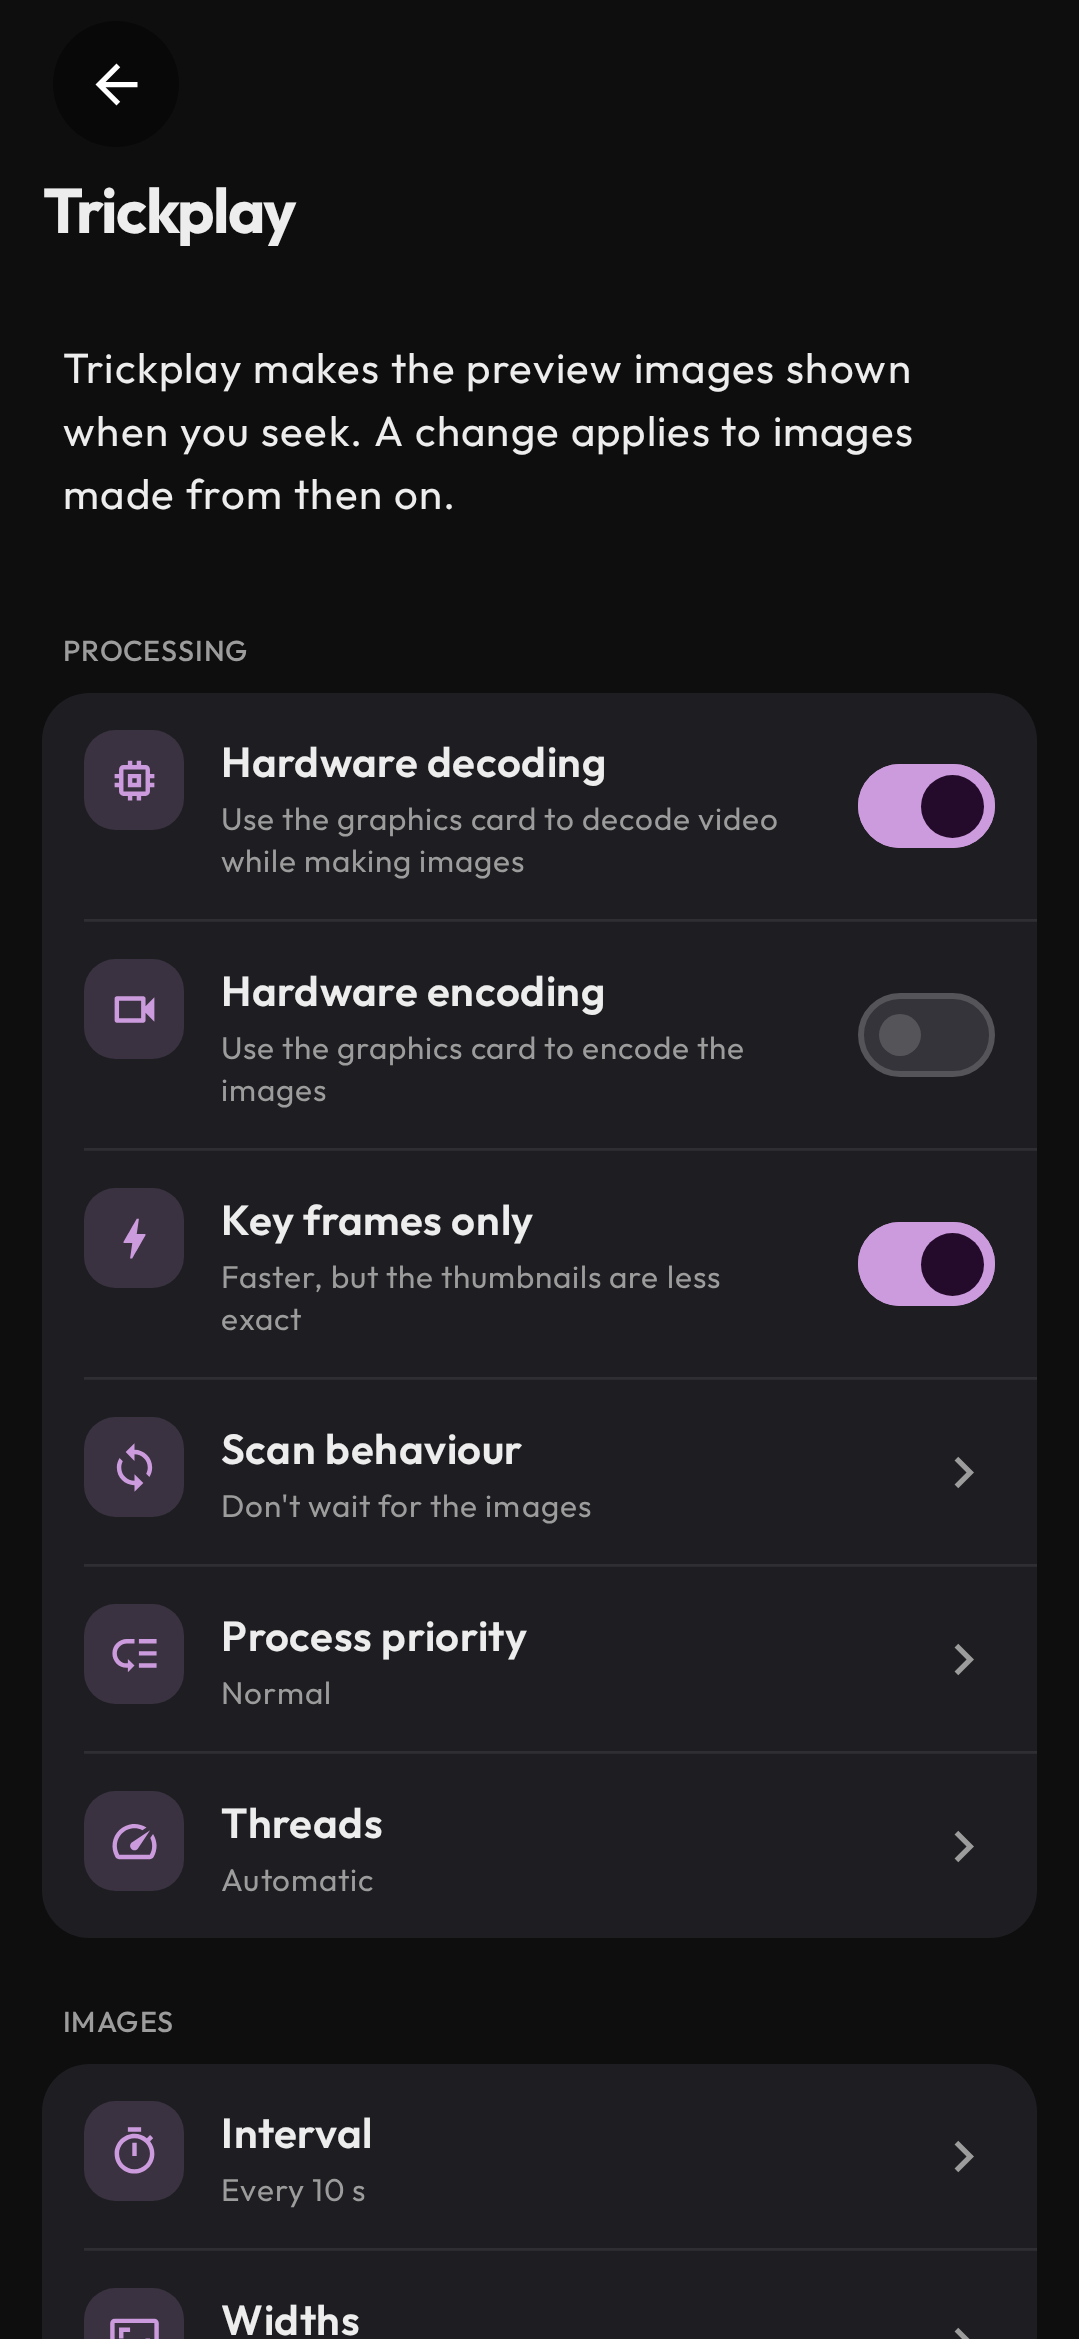 Trickplay
Trickplay makes the preview images shown
when you seek. A change applies to images
made from then on.
PROCESSING
Hardware decoding
Use the graphics card to decode video
while making images
Hardware encoding
Use the graphics card to encode the
images
Key frames only
Faster, but the thumbnails are less
exact
Scan behaviour
Don't wait for the images
Process priority
Normal
Threads
Automatic
IMAGES
Interval
Every 10 s
Widths